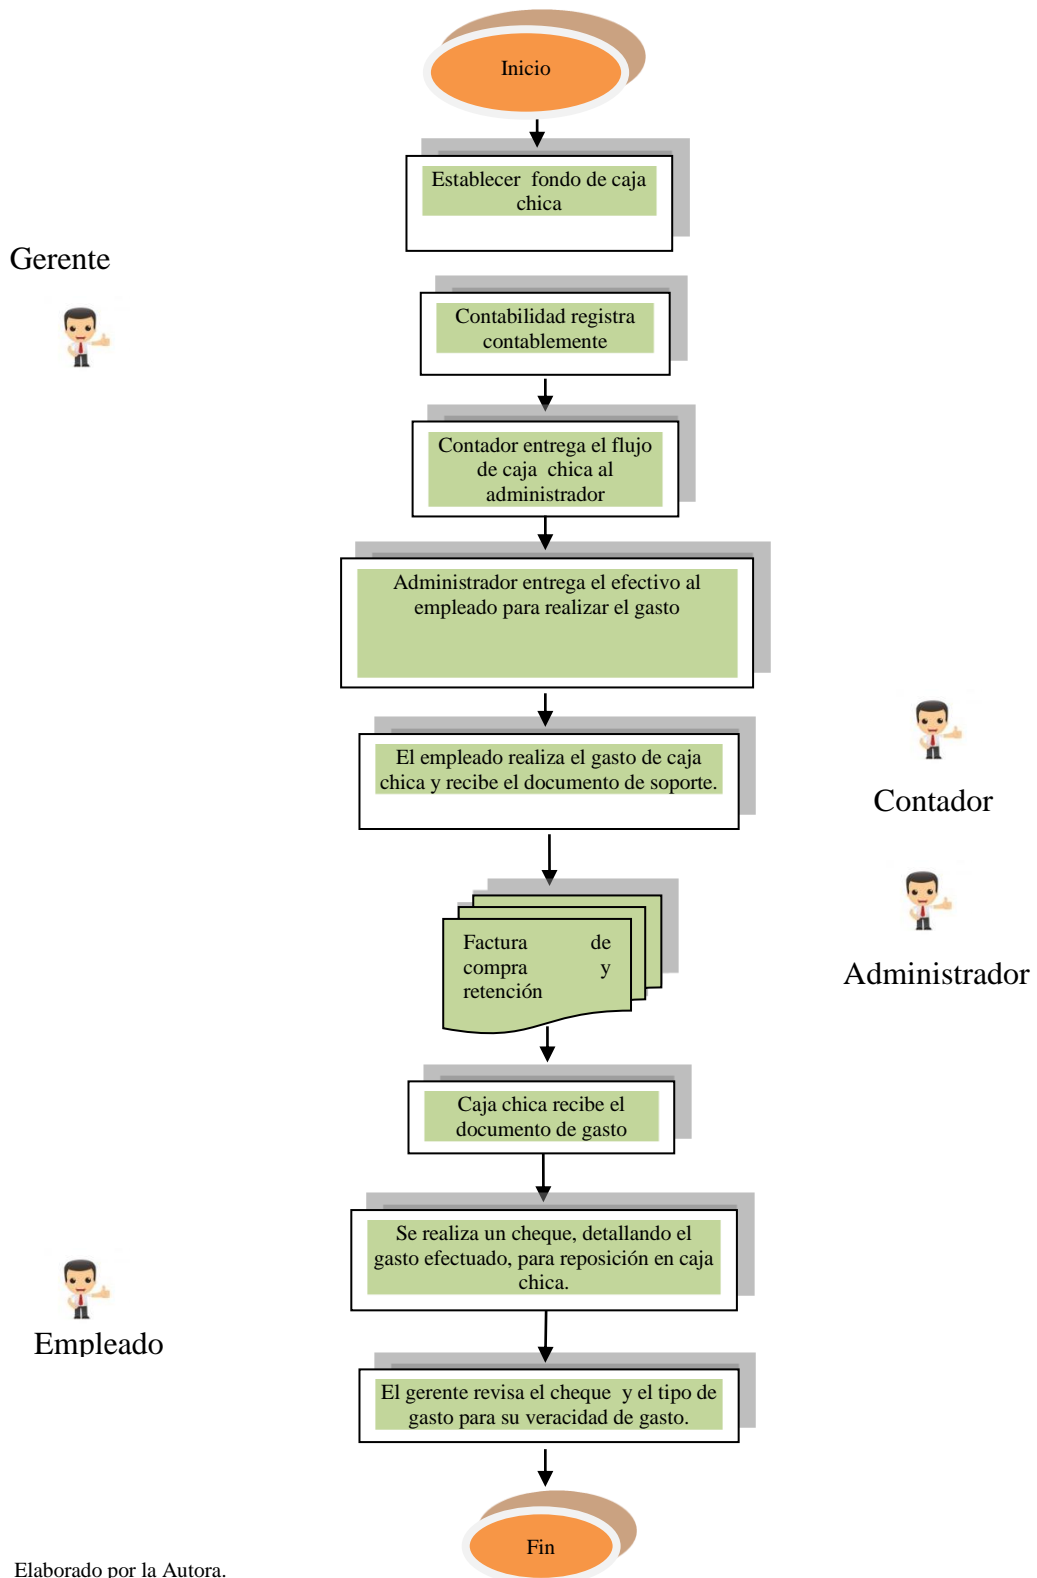 Inicio
Establecer fondo de caja
chica
Gerente
Contabilidad registra
contablemente
Contador entrega el flujo
de caja chica al
administrador
Administrador entrega el efectivo al
empleado para realizar el gasto
El empleado realiza el gasto de caja
chica y recibe el documento de soporte.
Contador
Factura de
compra y
retención
Administrador
Caja chica recibe el
documento de gasto
Se realiza un cheque, detallando el
gasto efectuado, para reposición en caja
chica.
Empleado
El gerente revisa el cheque y el tipo de
gasto para su veracidad de gasto.
Fin
Elaborado por la Autora.